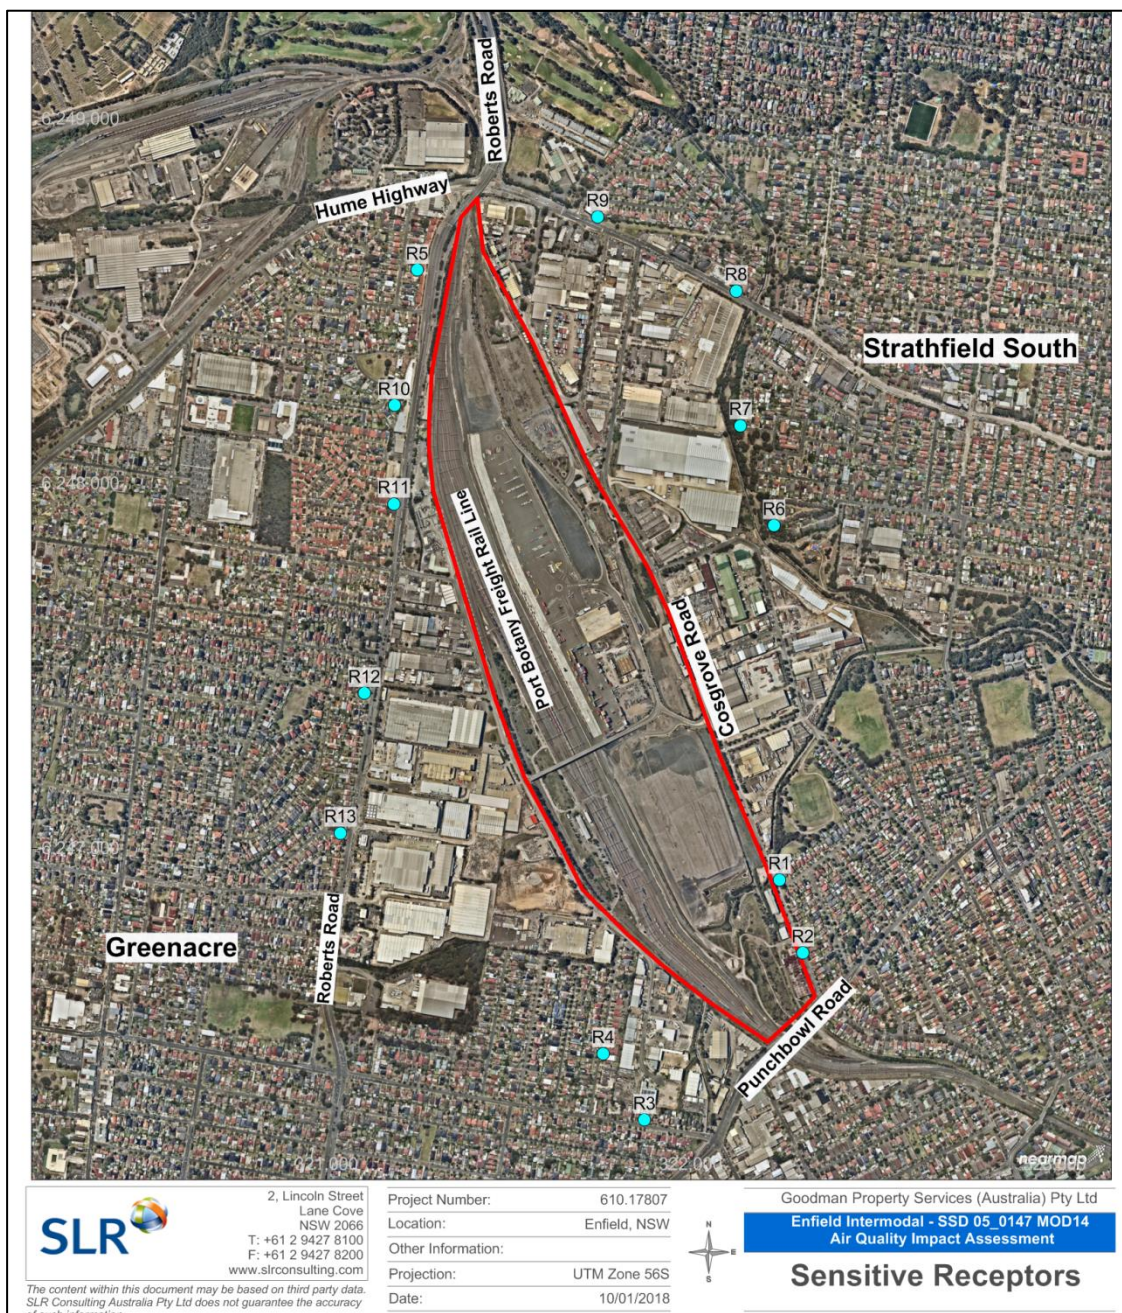 Roberts Road
6,249,000
Hume Highway
R9
R5
R8
Strathfield South
R10
R7
6,248,000
R11
Port Botany Freight Rail Line
R6
Cosgrove Road
R12
R13
6,247,000
R1
Greenacre
Roberts Road
R2
Punchbowl Road
R4
R3
321,000
322,000
nearmap
SLR
2, Lincoln Street
Lane Cove
NSW 2066
T: +61 2 9427 8100
F: +61 2 9427 8200
www.slrconsulting.com
The content within this document may be based on third party data.
SLR Consulting Australia Pty Ltd does not guarantee the accuracy
of such information
Project Number: 610.17807
Location: Enfield, NSW
Other Information:
Projection: UTM Zone 56S
Date: 10/01/2018
N
E
S
Goodman Property Services (Australia) Pty Ltd
Enfield Intermodal - SSD 05_0147 MOD14
Air Quality Impact Assessment
Sensitive Receptors